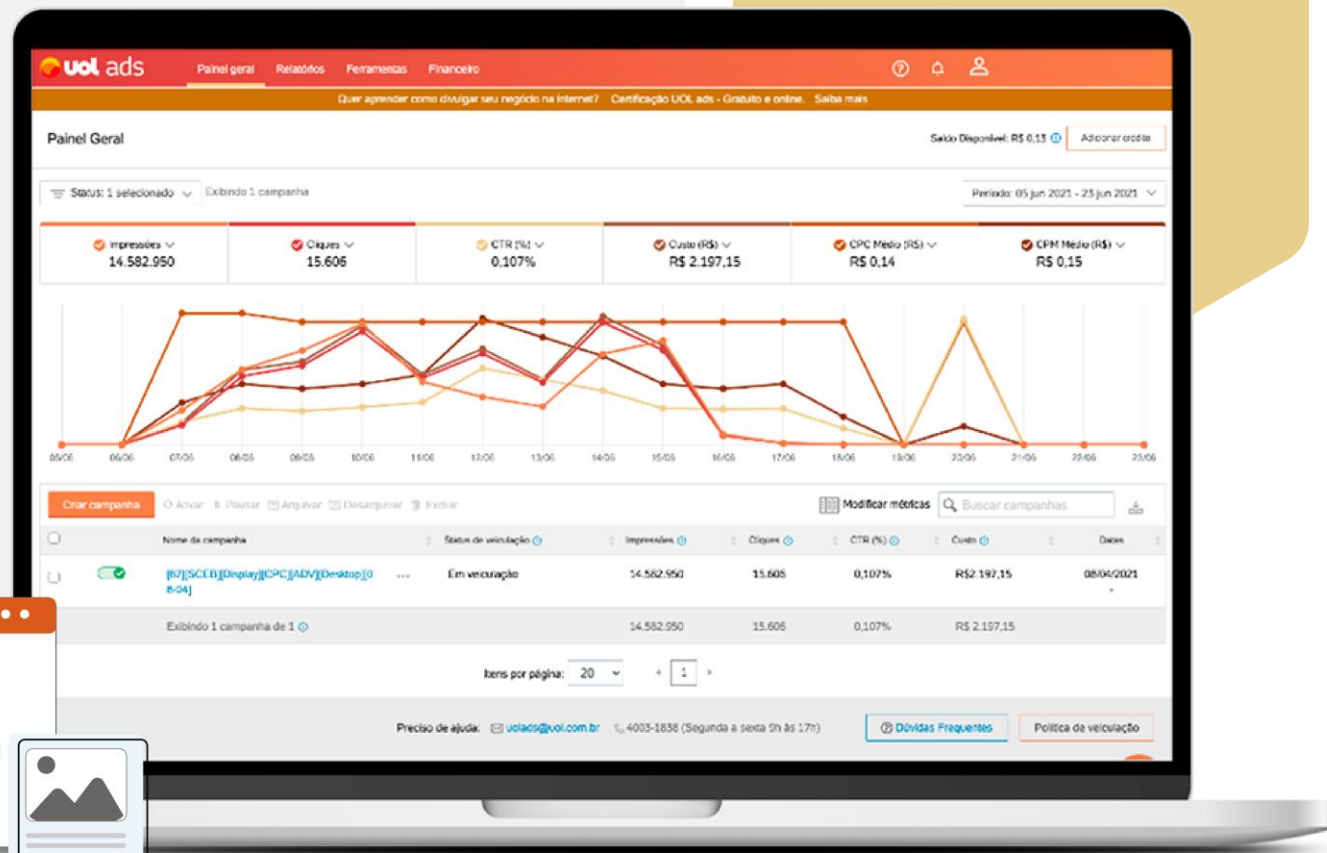 uol ads
Painel geral Relatórios Ferramentas Financeiro
Quer aprender como divulgar seu negócio na internet? Certificação UOL ads - Gratuito e online. Saiba mais
Painel Geral
Saldo Disponível: R$ 0,13 Adicionar crédito
Status: 1 selecionado Exibindo 1 campanha
Período: 05 jun 2021 - 23 jun 2021
Impressões Cliques CTR (%) Custo (R$) CPC Médio (R$) CPM Médio (R$)
14.582.950 15.606 0,107% R$ 2.197,15 R$ 0,14 R$ 0,15
05/06 06/06 07/06 08/06 09/06 10/06 11/06 12/06 13/06 14/06 15/06 16/06 17/06 18/06 19/06 20/06 21/06 22/06 23/06
Criar campanha Ativar Pausar Arquivar Desarquivar Excluir Modificar métricas Buscar campanhas
Nome da campanha Status de veiculação Impressões Cliques CTR (%) Custo Datas
[67][SCEB][Display][CPC][ADV][Desktop][0 ... Em veiculação 14.582.950 15.606 0,107% R$2.197,15 08/04/2021
8-04] -
Exibindo 1 campanha de 1 14.582.950 15.606 0,107% R$ 2.197,15
Itens por página: 20 « 1 »
Preciso de ajuda: uolads@uol.com.br 4003-1838 (Segunda a sexta 9h às 17h) Dúvidas Frequentes Política de veiculação